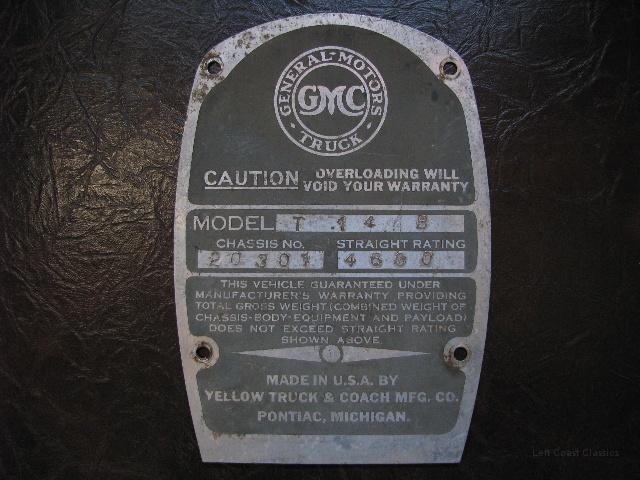 GENERAL MOTORS
GMC
TRUCK
CAUTION OVERLOADING WILL
VOID YOUR WARRANTY
MODEL T 14 B
CHASSIS NO. STRAIGHT RATING
20301 4600
THIS VEHICLE GUARANTEED UNDER
MANUFACTURER'S WARRANTY PROVIDING
TOTAL GROSS WEIGHT (COMBINED WEIGHT OF
CHASSIS-BODY-EQUIPMENT AND PAYLOAD)
DOES NOT EXCEED STRAIGHT RATING
SHOWN ABOVE.
MADE IN U.S.A. BY
YELLOW TRUCK & COACH MFG. CO.
PONTIAC, MICHIGAN.
Left Coast Classics